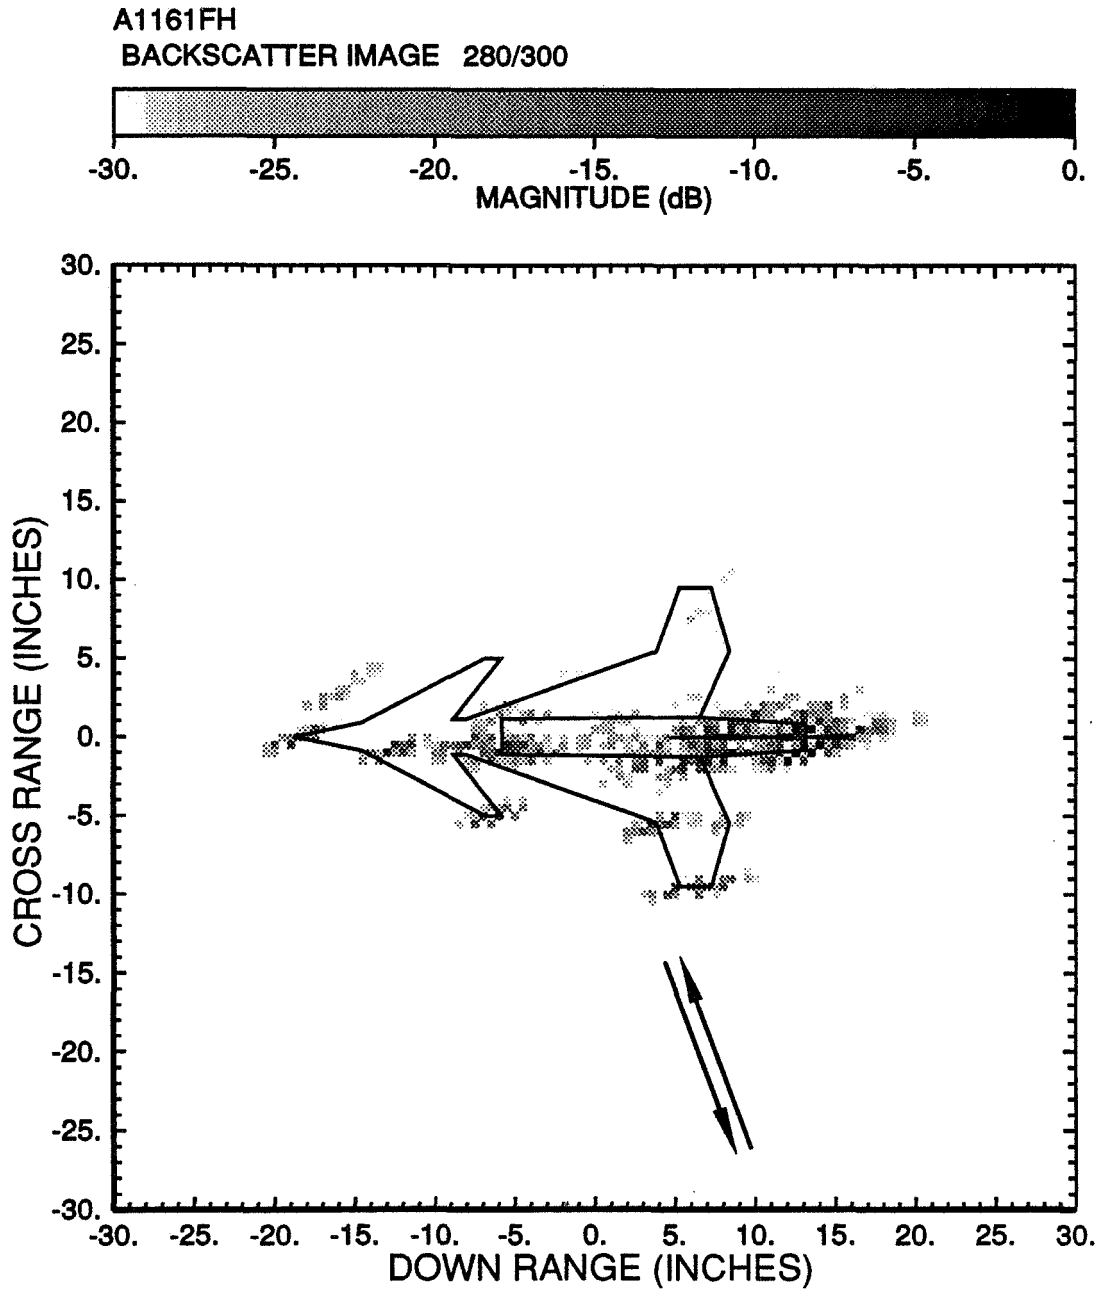 A1161FH
BACKSCATTER IMAGE 280/300
-30. -25. -20. -15. -10. -5. 0.
MAGNITUDE (dB)
30.
25.
20.
15.
10.
5.
0.
-5.
-10.
-15.
-20.
-25.
-30.
CROSS RANGE (INCHES)
-30. -25. -20. -15. -10. -5. 0. 5. 10. 15. 20. 25. 30.
DOWN RANGE (INCHES)